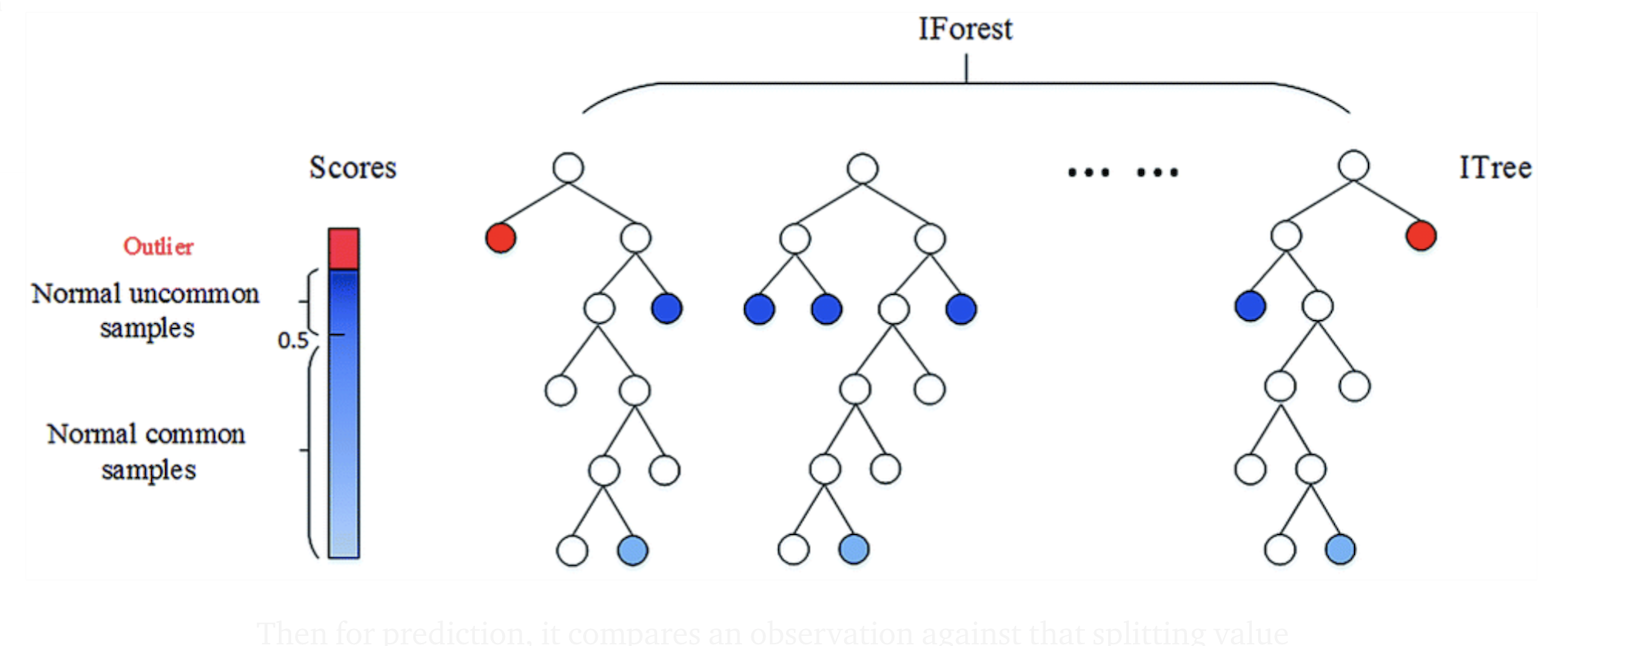 IForest
Scores
... ...
ITree
Outlier
Normal uncommon
samples
0.5
Normal common
samples
Then for prediction, it compares an observation against that splitting value